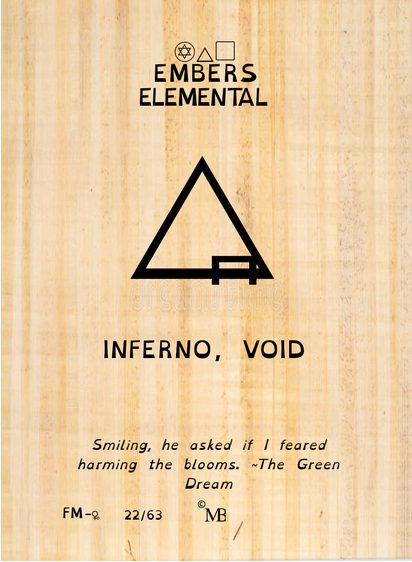 EMBERS
ELEMENTAL
INFERNO, VOID
Smiling, he asked if I feared
harming the blooms. ~The Green
Dream
FM-♀ 22/63 © MB